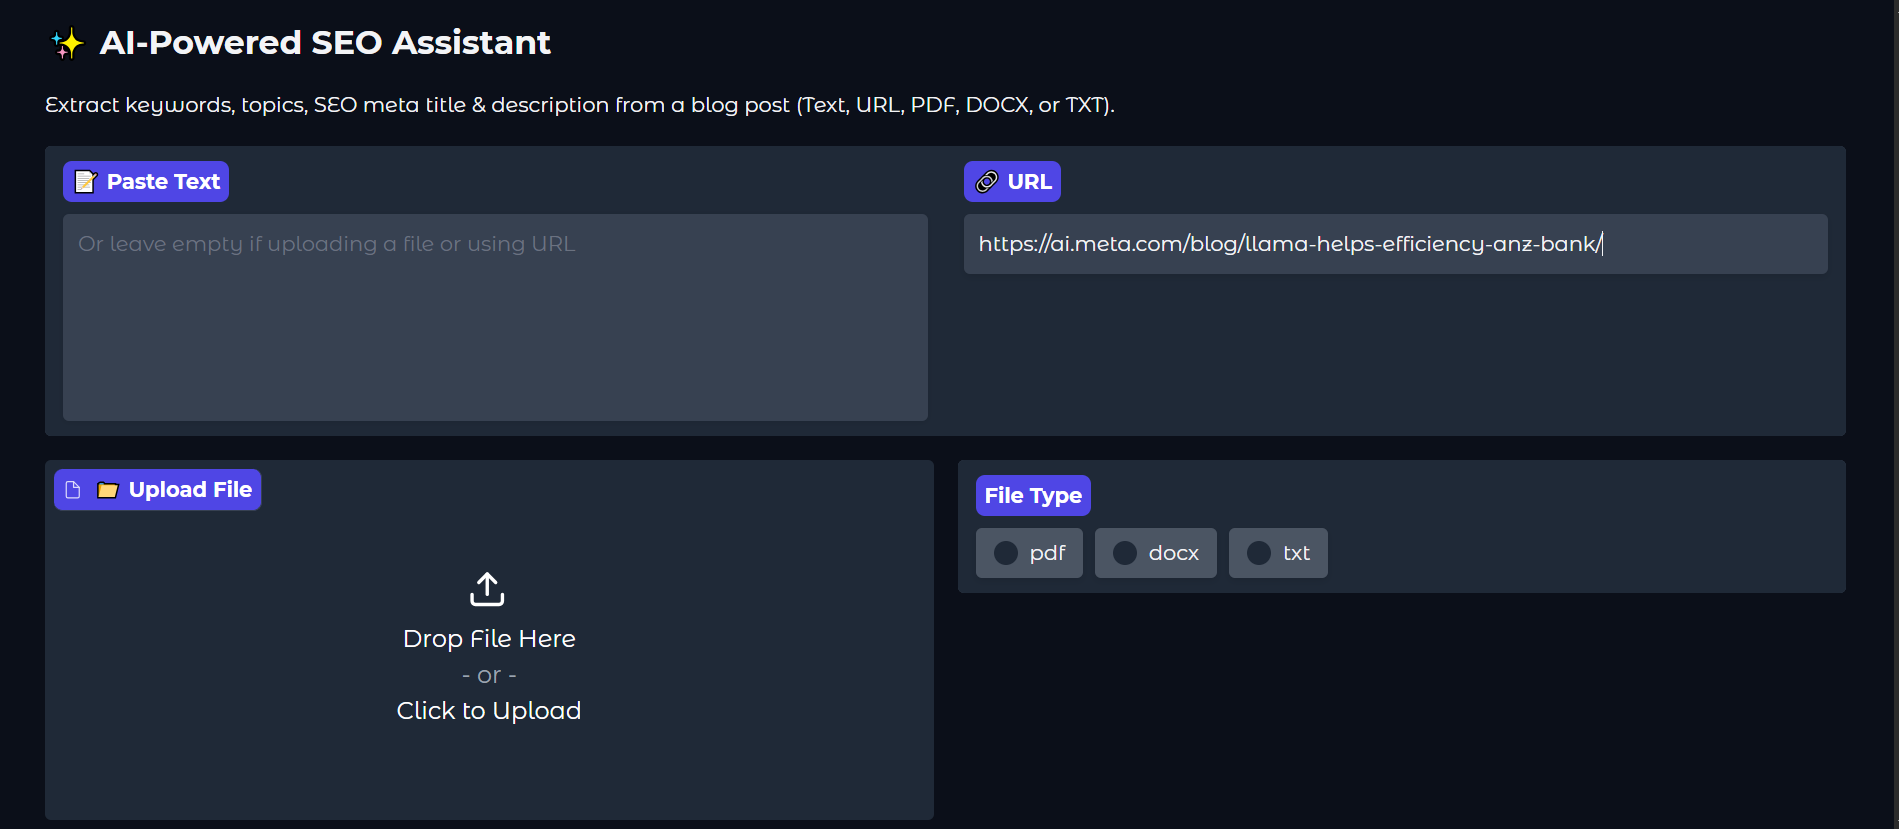 ✨ AI-Powered SEO Assistant
Extract keywords, topics, SEO meta title & description from a blog post (Text, URL, PDF, DOCX, or TXT).
📝 Paste Text
Or leave empty if uploading a file or using URL
🔗 URL
https://ai.meta.com/blog/llama-helps-efficiency-anz-bank/
📁 Upload File
Drop File Here
- or -
Click to Upload
File Type
pdf
docx
txt